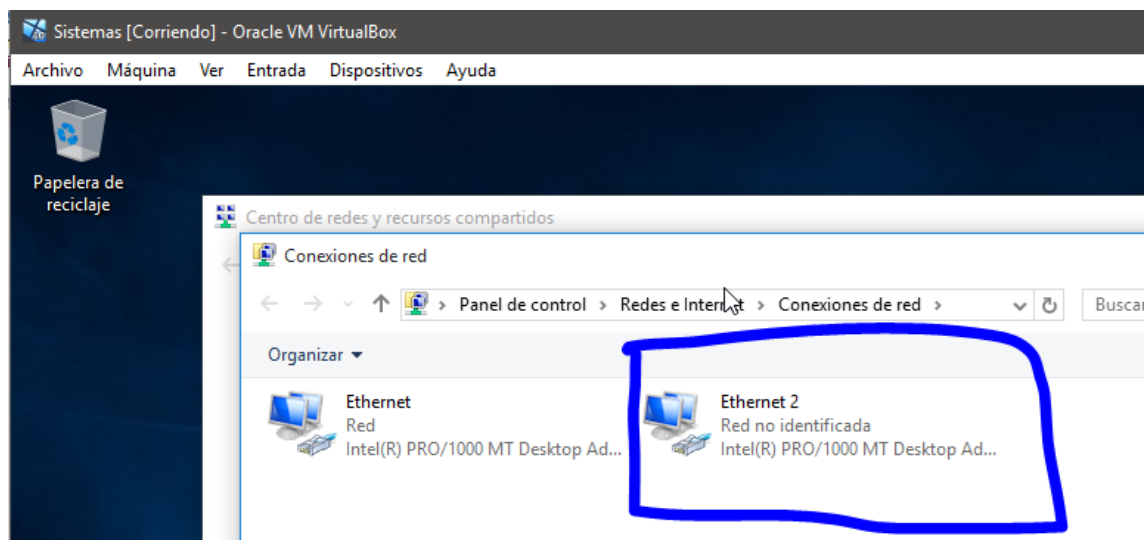 Sistemas [Corriendo] - Oracle VM VirtualBox
Archivo Máquina Ver Entrada Dispositivos Ayuda
Papelera de
reciclaje
Centro de redes y recursos compartidos
Conexiones de red
Panel de control > Redes e Internet > Conexiones de red >
Buscar
Organizar
Ethernet
Red
Intel(R) PRO/1000 MT Desktop Ad...
Ethernet 2
Red no identificada
Intel(R) PRO/1000 MT Desktop Ad...